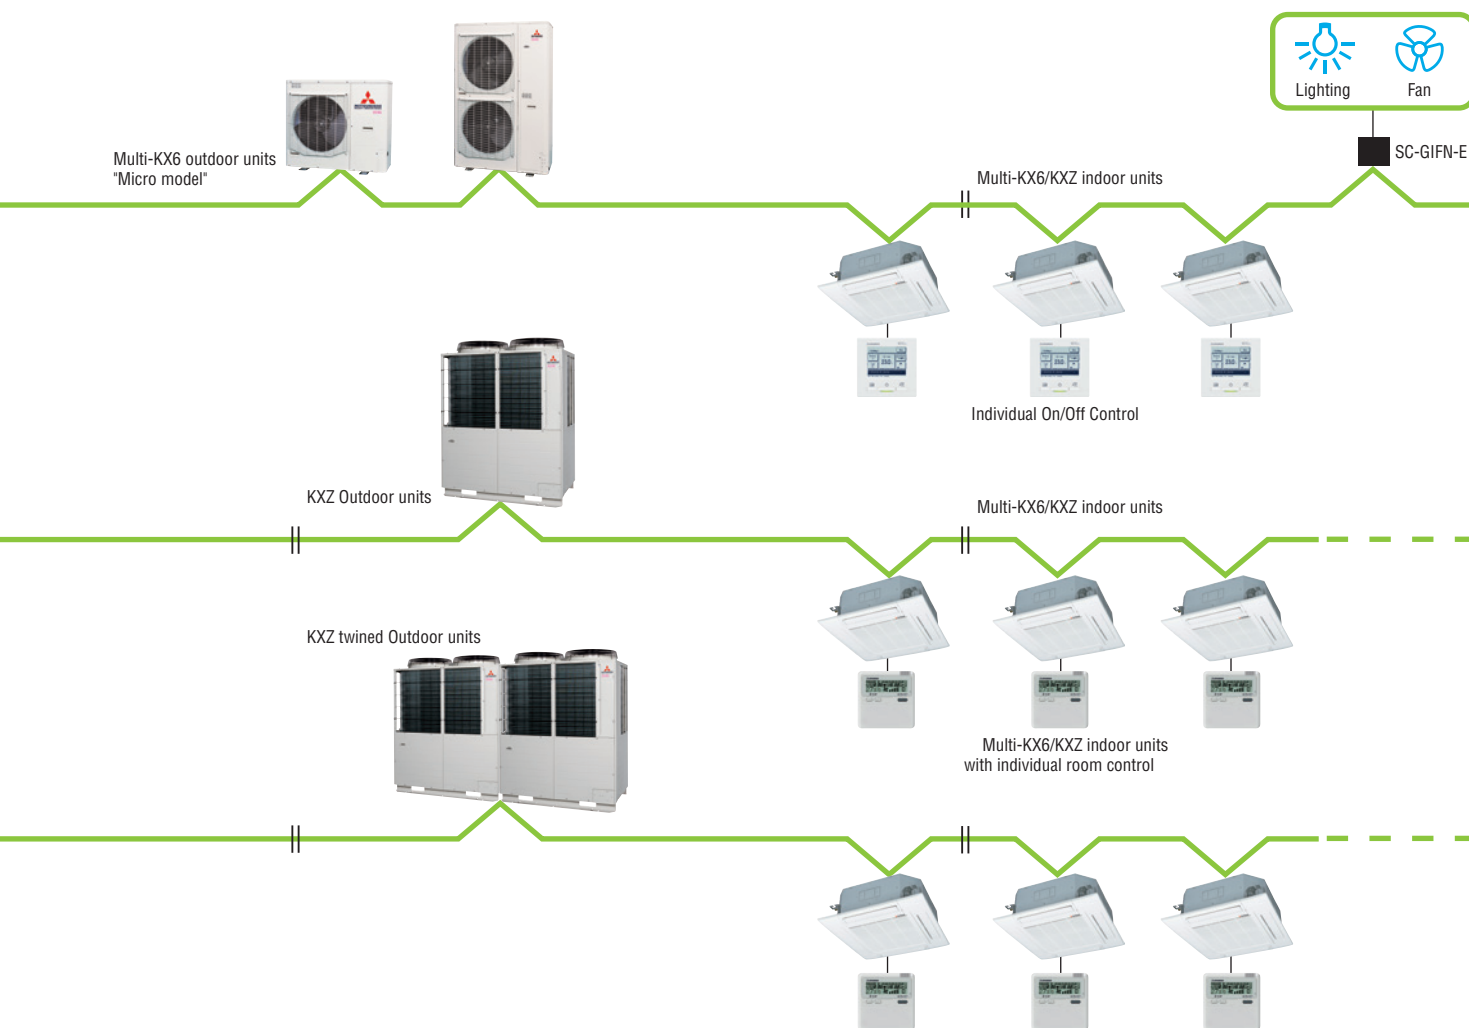 Lighting
Fan
SC-GIFN-E
Multi-KX6 outdoor units
"Micro model"
Multi-KX6/KXZ indoor units
Individual On/Off Control
KXZ Outdoor units
Multi-KX6/KXZ indoor units
KXZ twined Outdoor units
Multi-KX6/KXZ indoor units
with individual room control